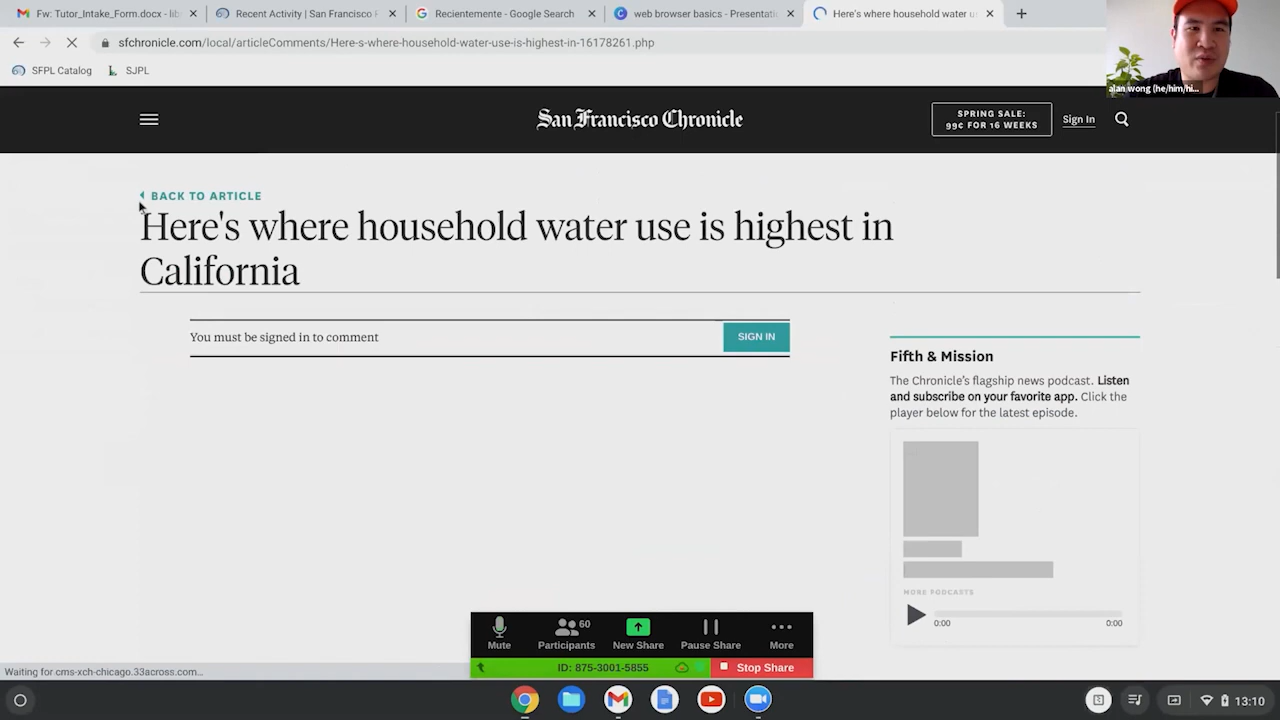 Fw: Tutor_Intake_Form.docx - lib
Recent Activity | San Francisco P
Recientemente - Google Search
web browser basics - Presentatio
Here's where household water u
sfchronicle.com/local/articleComments/Here-s-where-household-water-use-is-highest-in-16178261.php
SFPL Catalog
SJPL
alan wong (he/him/hi...
San Francisco Chronicle
SPRING SALE:
99¢ FOR 16 WEEKS
Sign In
BACK TO ARTICLE
Here's where household water use is highest in
California
You must be signed in to comment
SIGN IN
Fifth & Mission
The Chronicle's flagship news podcast. Listen
and subscribe on your favorite app. Click the
player below for the latest episode.
MORE PODCASTS
0:00
0:00
Mute
Participants
60
New Share
Pause Share
More
ID: 875-3001-5855
Stop Share
Waiting for cms-xch-chicago.33across.com...
13:10